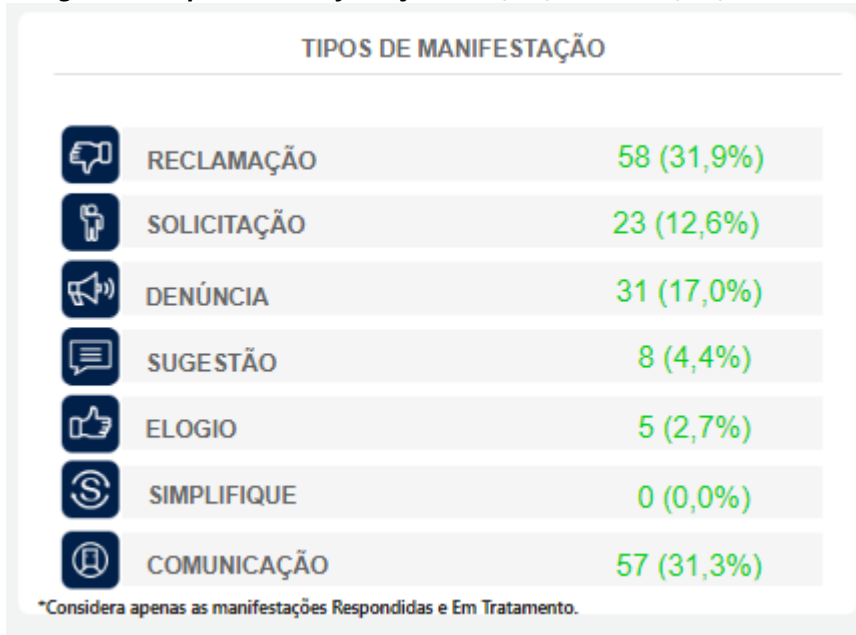 TIPOS DE MANIFESTAÇÃO
RECLAMAÇÃO 58 (31,9%)
SOLICITAÇÃO 23 (12,6%)
DENÚNCIA 31 (17,0%)
SUGESTÃO 8 (4,4%)
ELOGIO 5 (2,7%)
SIMPLIFIQUE 0 (0,0%)
COMUNICAÇÃO 57 (31,3%)
*Considera apenas as manifestações Respondidas e Em Tratamento.